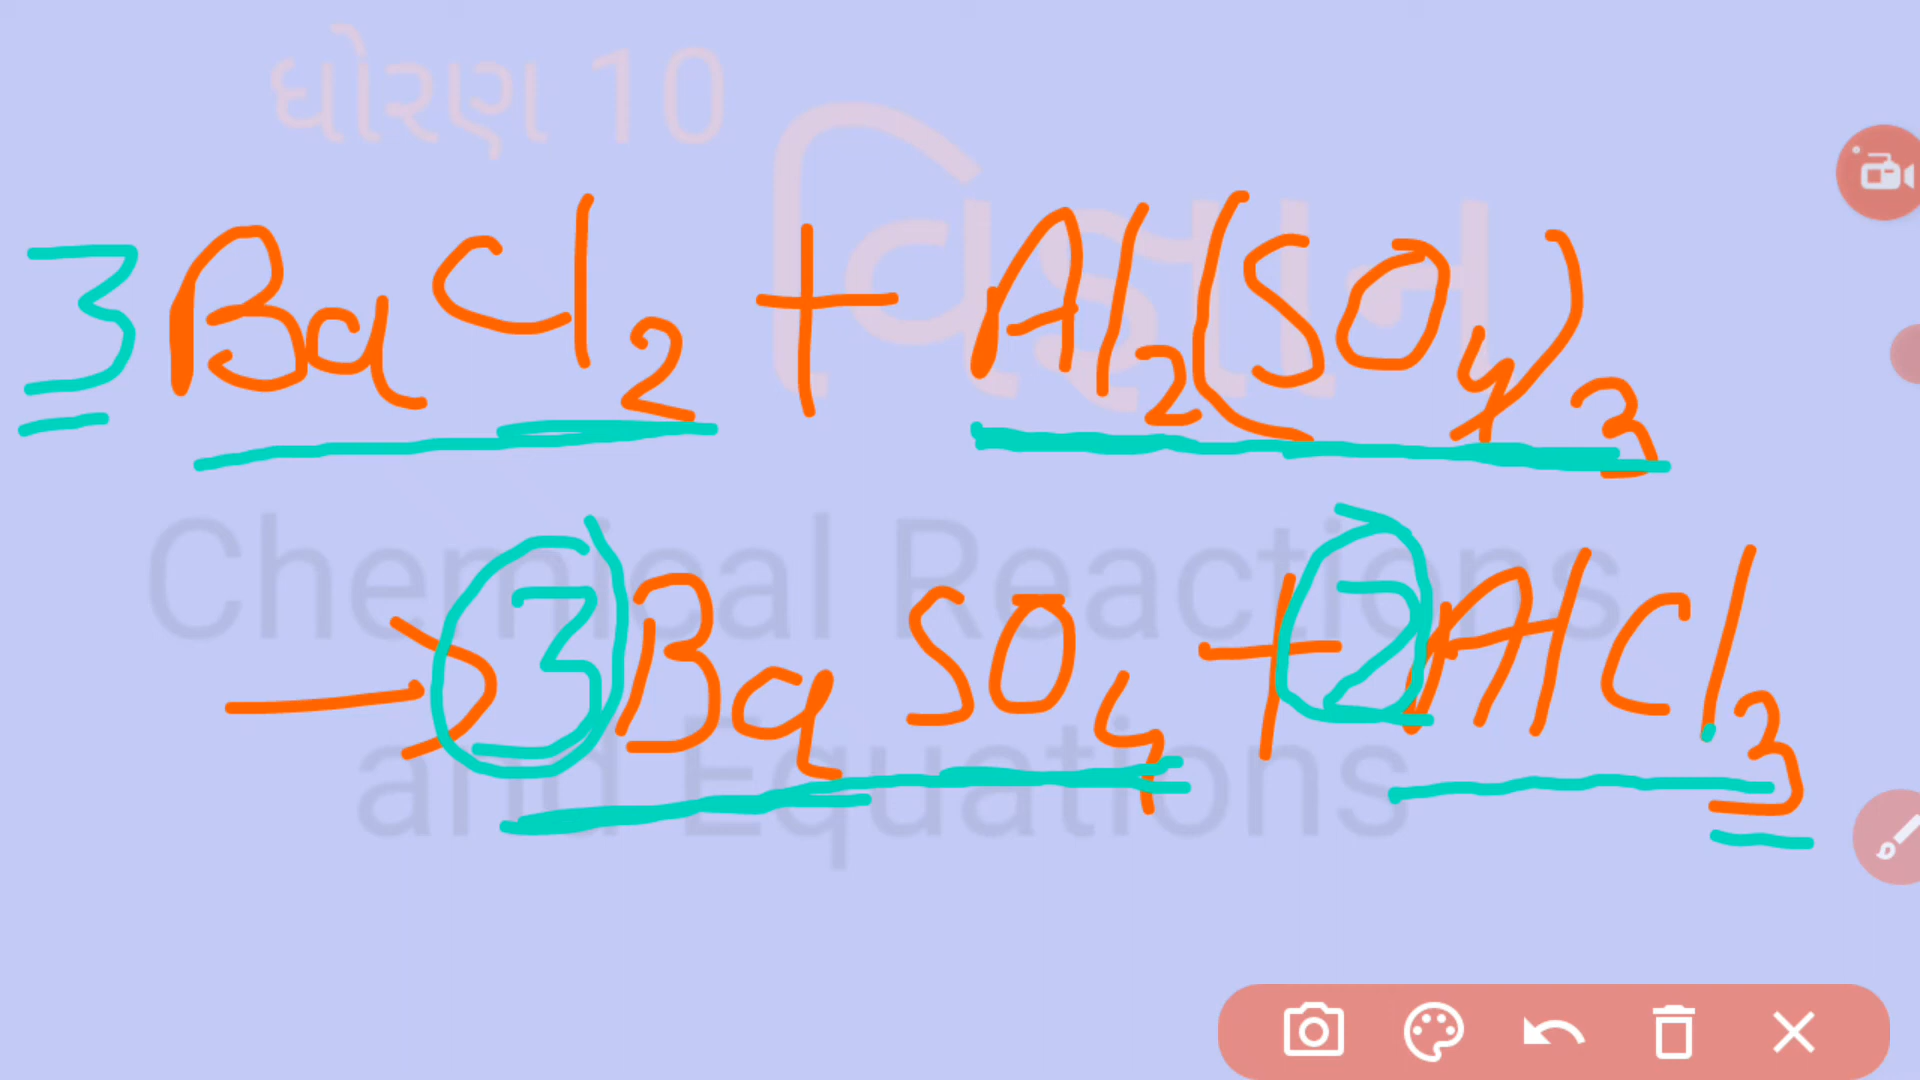 ધોરણ 10
વિજ્ઞાન
3BaCl₂ + Al₂(SO₄)₃
Chemical Reactions
→ 3BaSO₄ + 2AlCl₃
and Equations